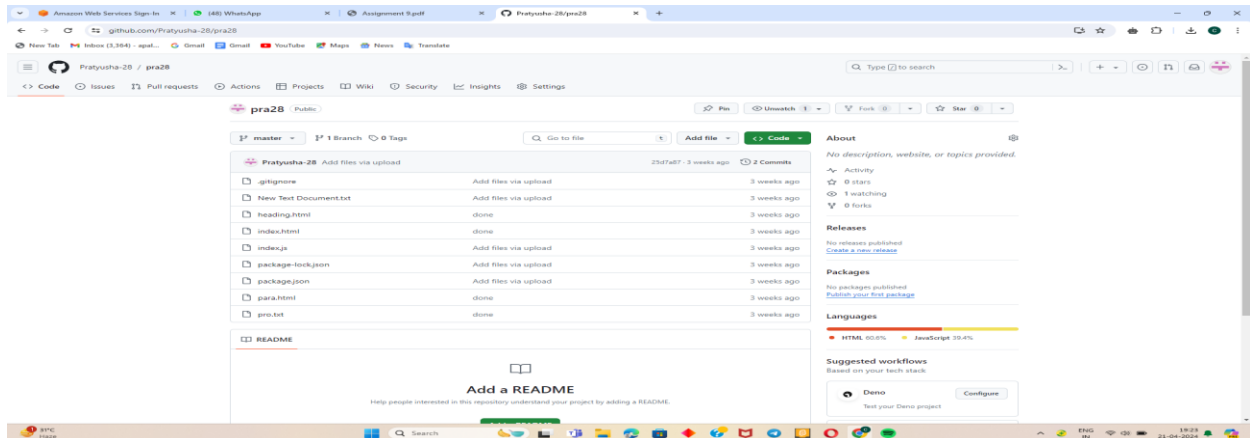 Amazon Web Services Sign-In
(48) WhatsApp
Assignment 9.pdf
Pratyusha-28/pra28
github.com/Pratyusha-28/pra28
New Tab
Inbox (3,384) - apal...
Gmail
Gmail
YouTube
Maps
News
Translate
Pratyusha-28 / pra28
Type / to search
Code
Issues
Pull requests
Actions
Projects
Wiki
Security
Insights
Settings
pra28 Public
Pin
Unwatch 1
Fork 0
Star 0
master
1 Branch
0 Tags
Go to file
t
Add file
Code
Pratyusha-28 Add files via upload
25d7a87 · 3 weeks ago
2 Commits
.gitignore Add files via upload 3 weeks ago
New Text Document.txt Add files via upload 3 weeks ago
heading.html done 3 weeks ago
index.html done 3 weeks ago
index.js Add files via upload 3 weeks ago
package-lock.json Add files via upload 3 weeks ago
package.json Add files via upload 3 weeks ago
para.html done 3 weeks ago
pro.txt done 3 weeks ago
README
Add a README
Help people interested in this repository understand your project by adding a README.
About
No description, website, or topics provided.
Activity
0 stars
1 watching
0 forks
Releases
No releases published
Create a new release
Packages
No packages published
Publish your first package
Languages
HTML 60.6%
JavaScript 39.4%
Suggested workflows
Based on your tech stack
Deno
Configure
Test your Deno project
31°C
Haze
Search
ENG
IN
19:23
21-04-2024